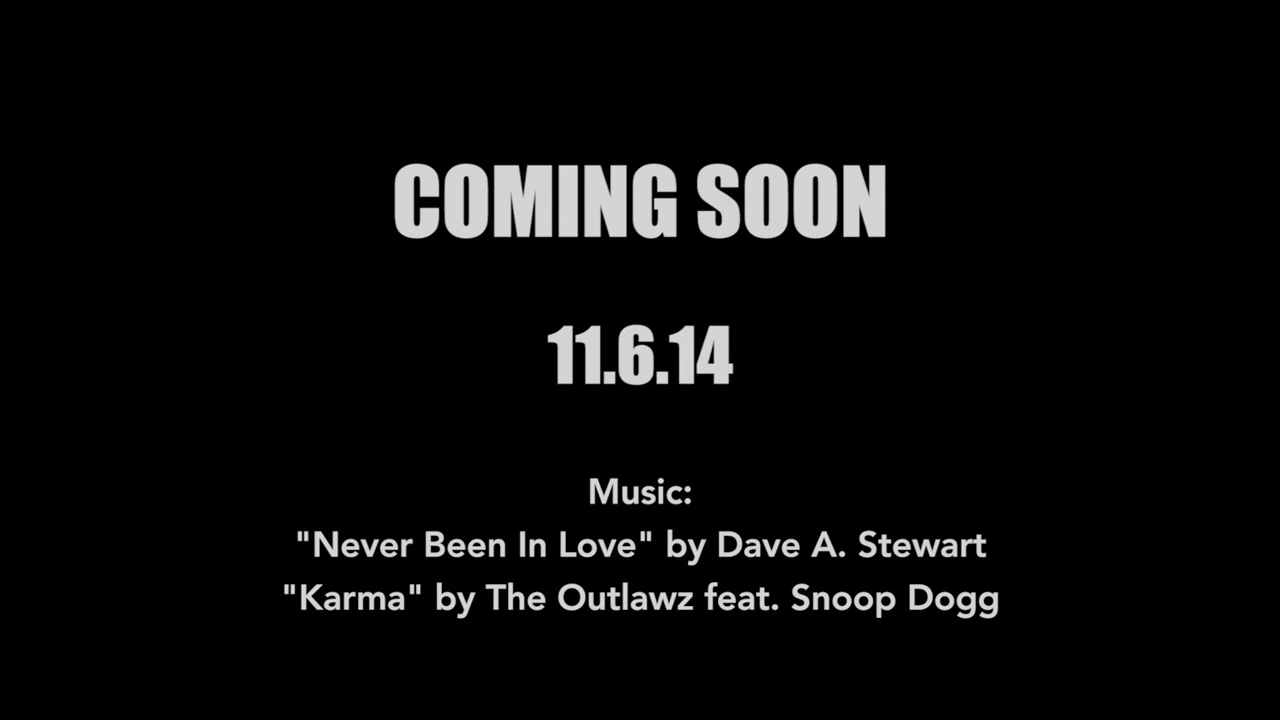 COMING SOON
11.6.14
Music:
"Never Been In Love" by Dave A. Stewart
"Karma" by The Outlawz feat. Snoop Dogg